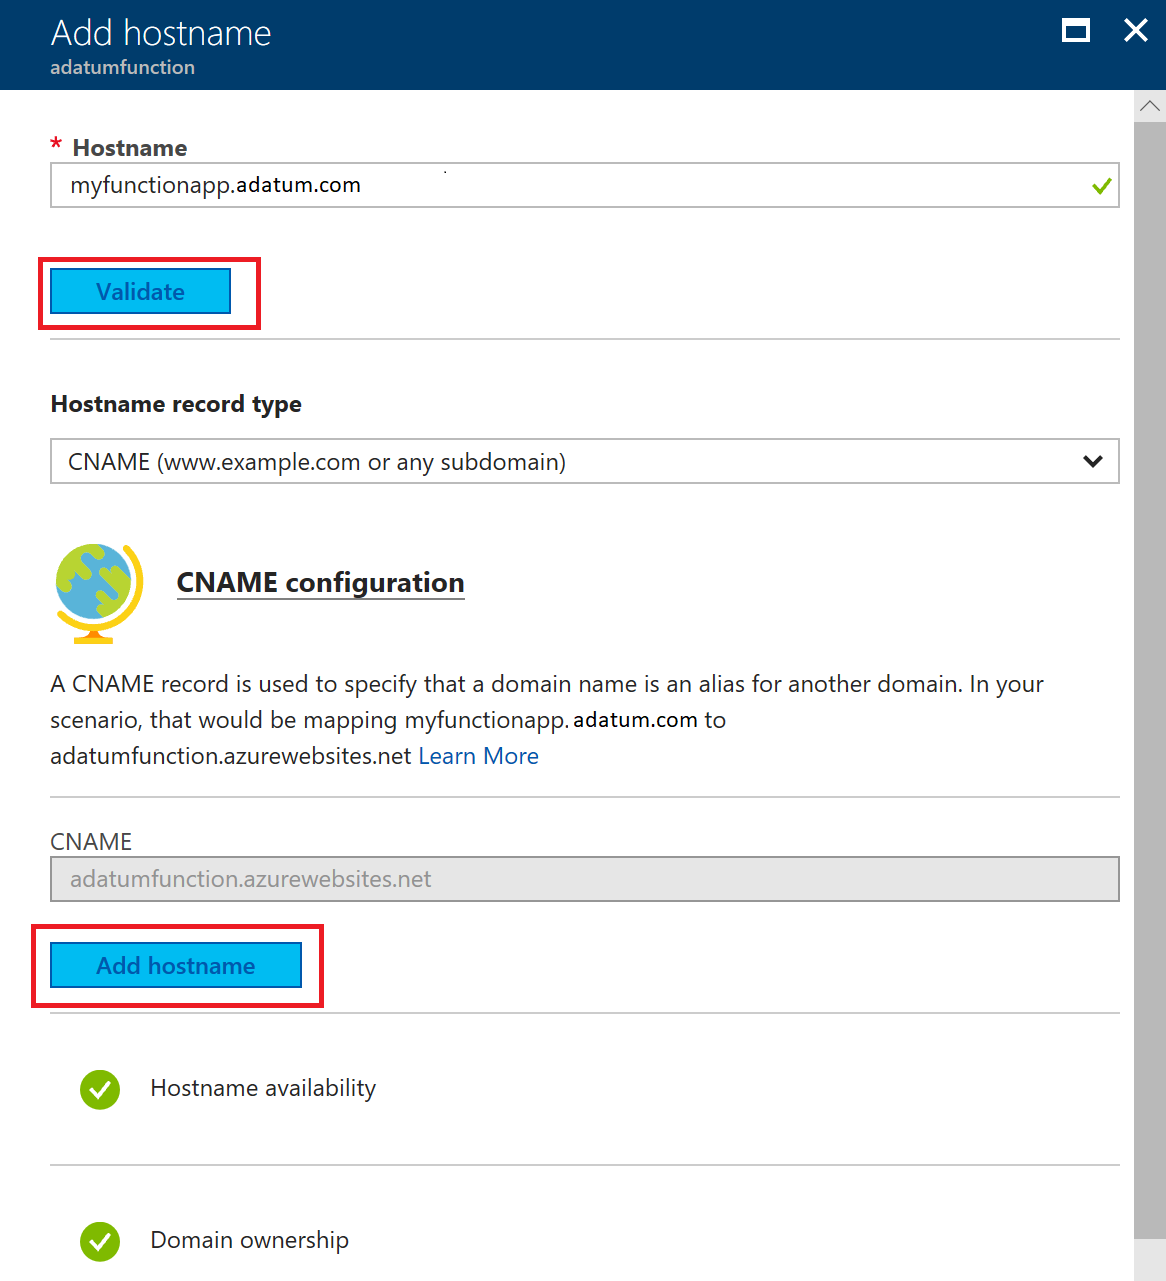 Add hostname
adatumfunction
* Hostname
myfunctionapp.adatum.com
Validate
Hostname record type
CNAME (www.example.com or any subdomain)
CNAME configuration
A CNAME record is used to specify that a domain name is an alias for another domain. In your
scenario, that would be mapping myfunctionapp.adatum.com to
adatumfunction.azurewebsites.net Learn More
CNAME
adatumfunction.azurewebsites.net
Add hostname
Hostname availability
Domain ownership